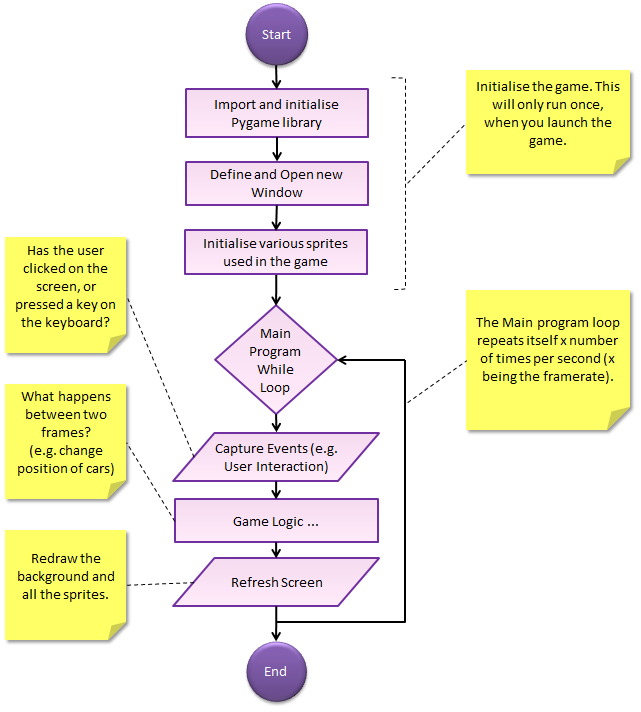 Start
Import and initialise
Pygame library
Define and Open new
Window
Initialise various sprites
used in the game
Initialise the game. This
will only run once,
when you launch the
game.
Has the user
clicked on the
screen, or
pressed a key on
the keyboard?
Main
Program
While
Loop
The Main program loop
repeats itself x number
of times per second (x
being the framerate).
What happens
between two
frames?
(e.g. change
position of cars)
Capture Events (e.g.
User Interaction)
Game Logic ...
Redraw the
background and
all the sprites.
Refresh Screen
End